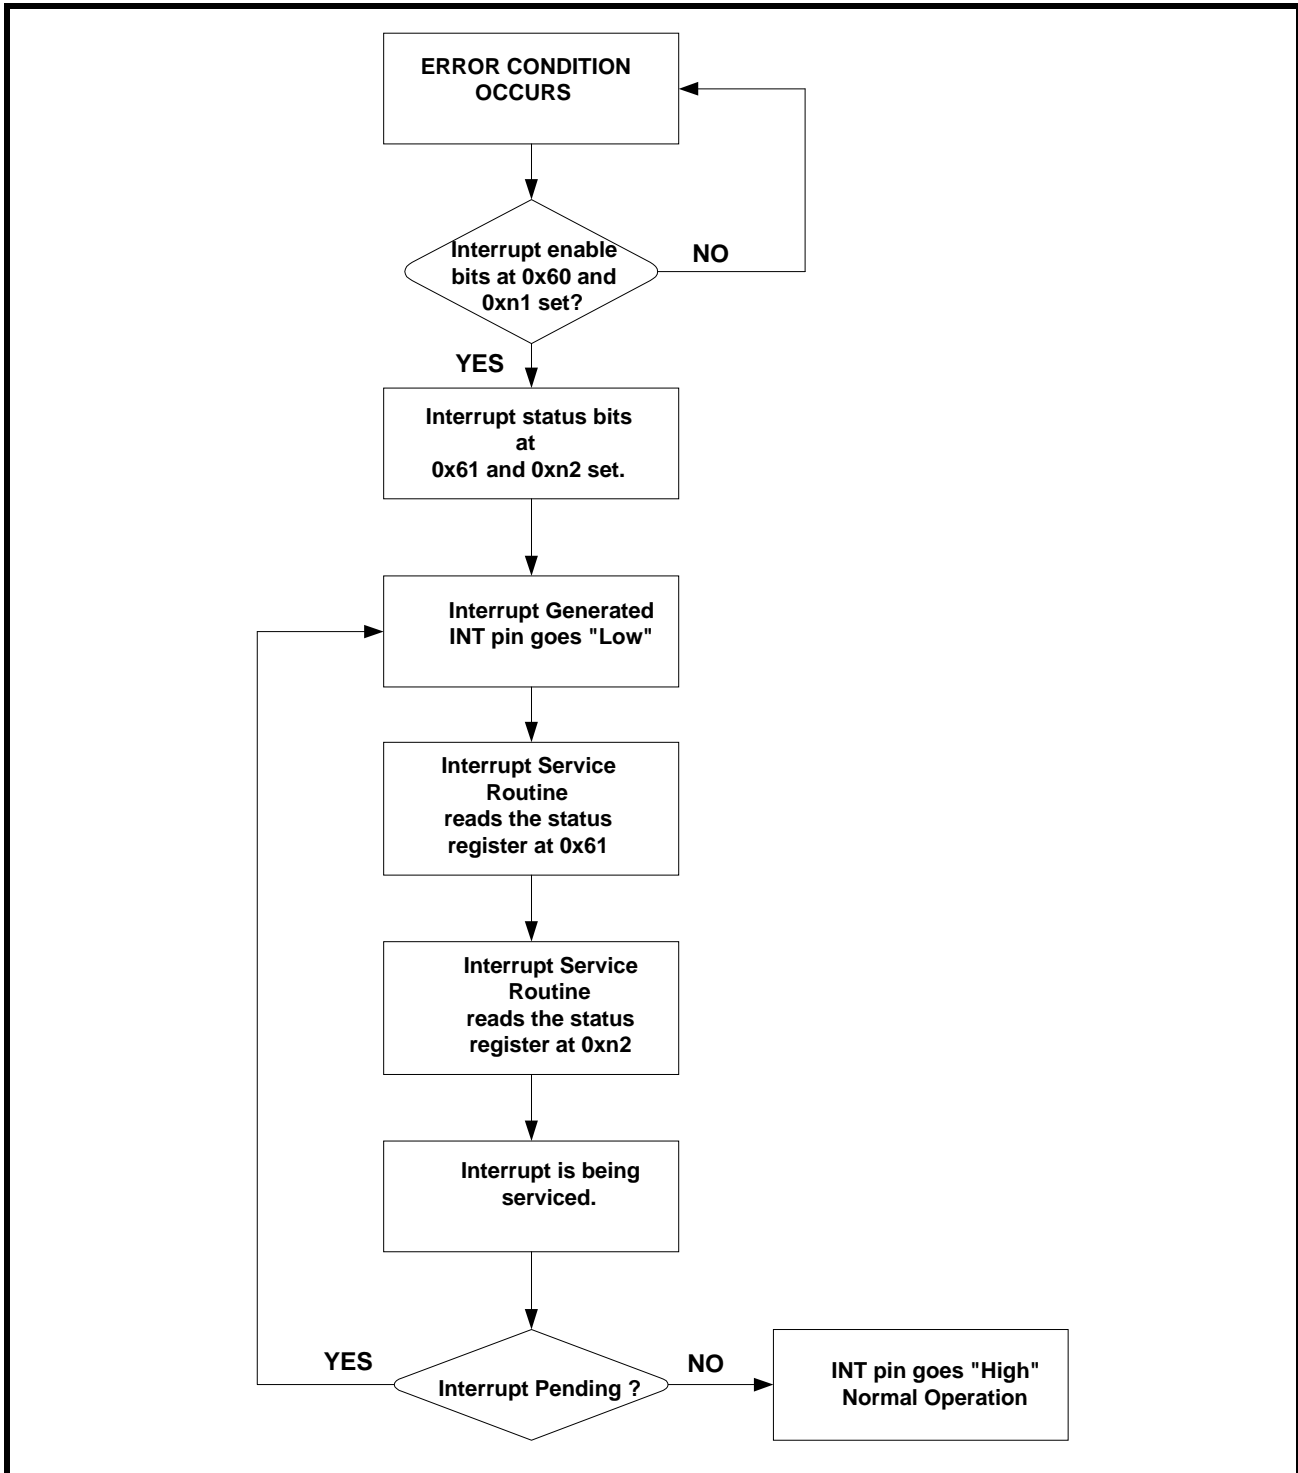 ERROR CONDITION
OCCURS
Interrupt enable
bits at 0x60 and
0xn1 set?
NO
YES
Interrupt status bits
at
0x61 and 0xn2 set.
Interrupt Generated
INT pin goes "Low"
Interrupt Service
Routine
reads the status
register at 0x61
Interrupt Service
Routine
reads the status
register at 0xn2
Interrupt is being
serviced.
YES
Interrupt Pending ?
NO
INT pin goes "High"
Normal Operation